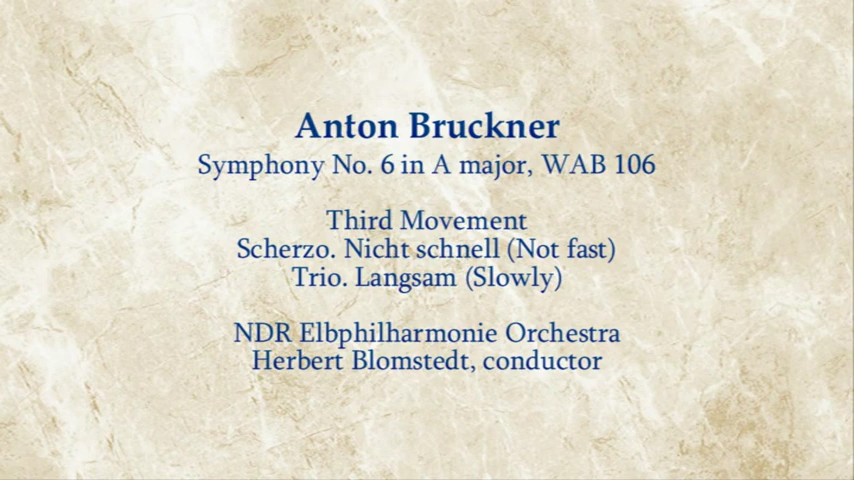 Anton Bruckner
Symphony No. 6 in A major, WAB 106
Third Movement
Scherzo. Nicht schnell (Not fast)
Trio. Langsam (Slowly)
NDR Elbphilharmonie Orchestra
Herbert Blomstedt, conductor